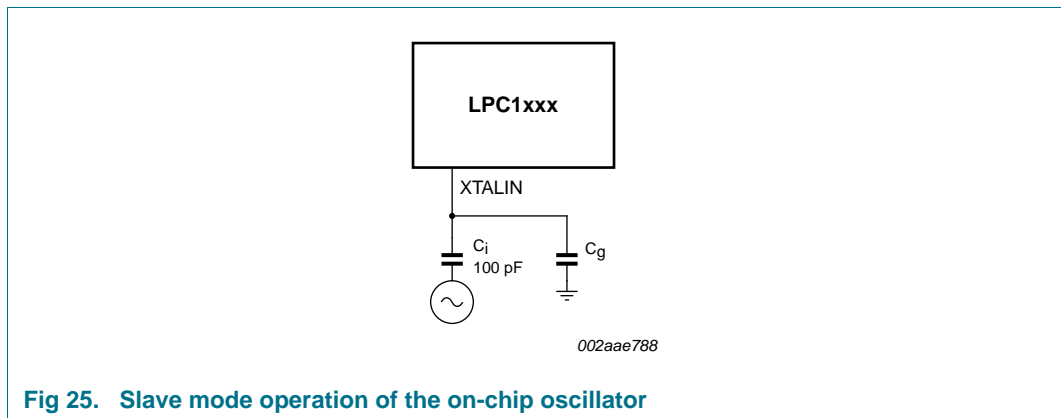 LPC1xxx
XTALIN
Ci
100 pF
Cg
002aae788
Fig 25. Slave mode operation of the on-chip oscillator